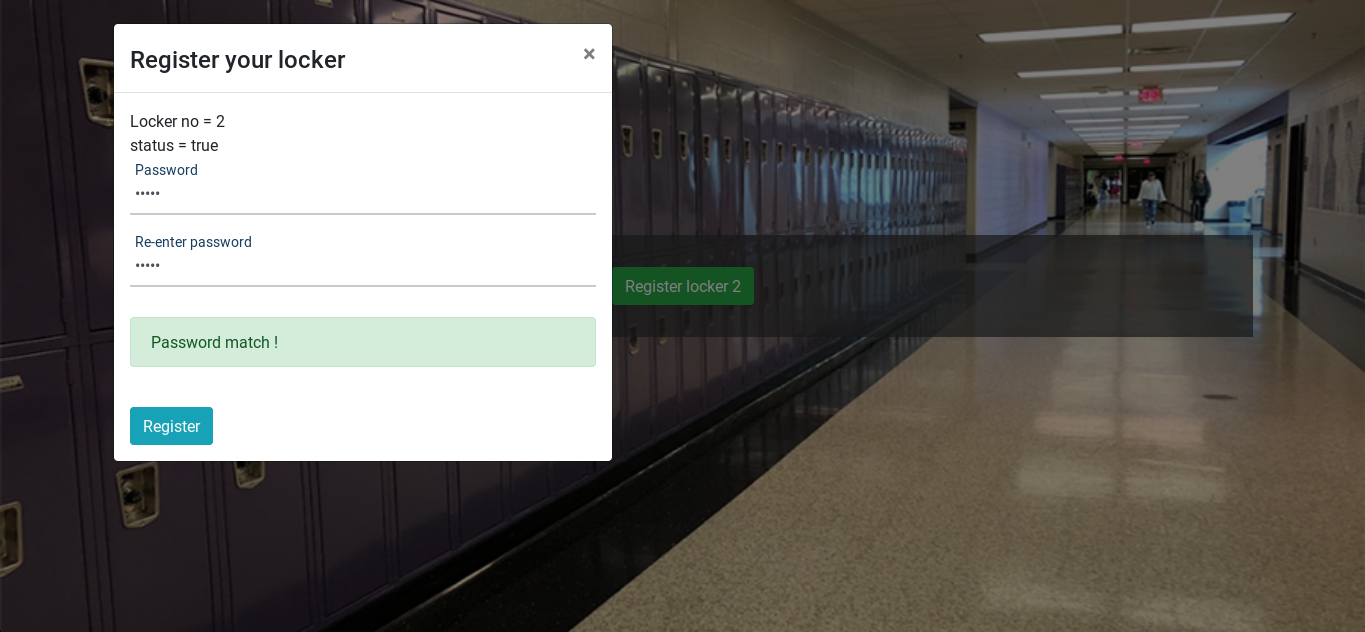 Register your locker
×
Locker no = 2
status = true
Password
•••••
Re-enter password
•••••
Register locker 2
Password match !
Register